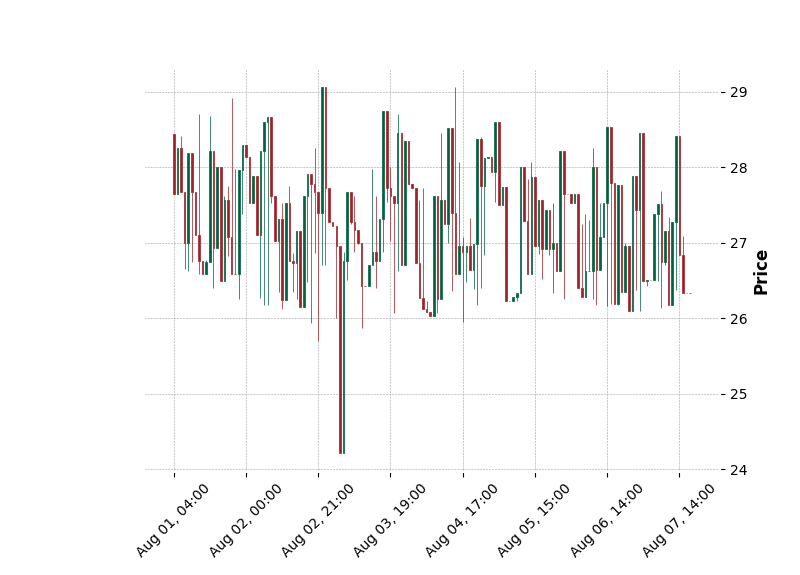 29
28
27
26
25
24
Price
Aug 01, 04:00
Aug 02, 00:00
Aug 02, 21:00
Aug 03, 19:00
Aug 04, 17:00
Aug 05, 15:00
Aug 06, 14:00
Aug 07, 14:00